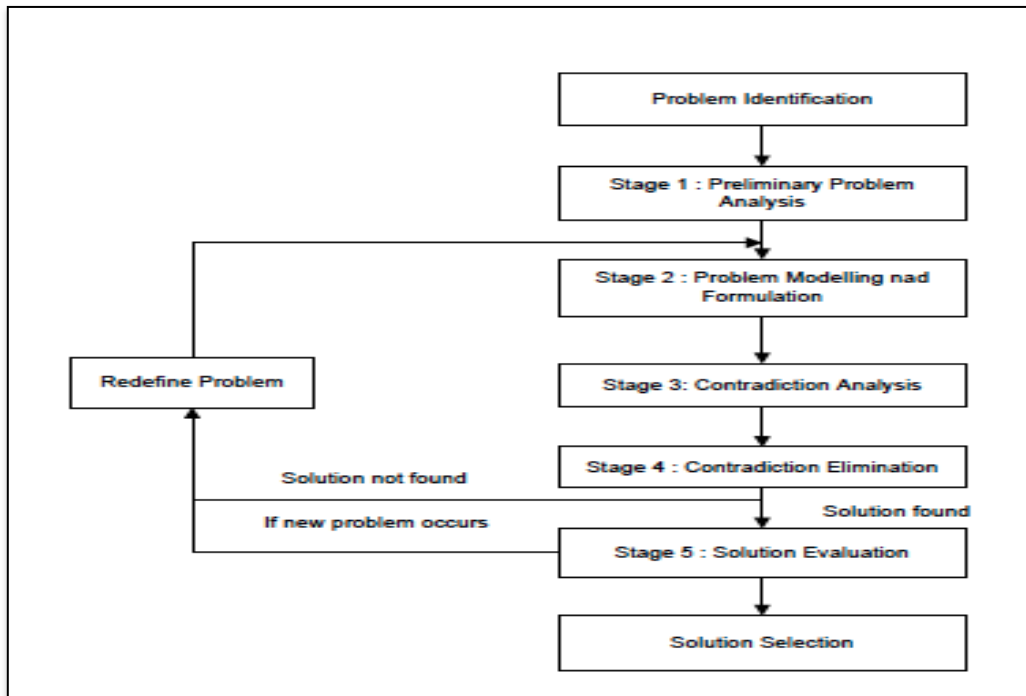 Problem Identification
Stage 1 : Preliminary Problem
Analysis
Stage 2 : Problem Modelling nad
Formulation
Redefine Problem
Stage 3: Contradiction Analysis
Stage 4 : Contradiction Elimination
Solution not found
Solution found
If new problem occurs
Stage 5 : Solution Evaluation
Solution Selection